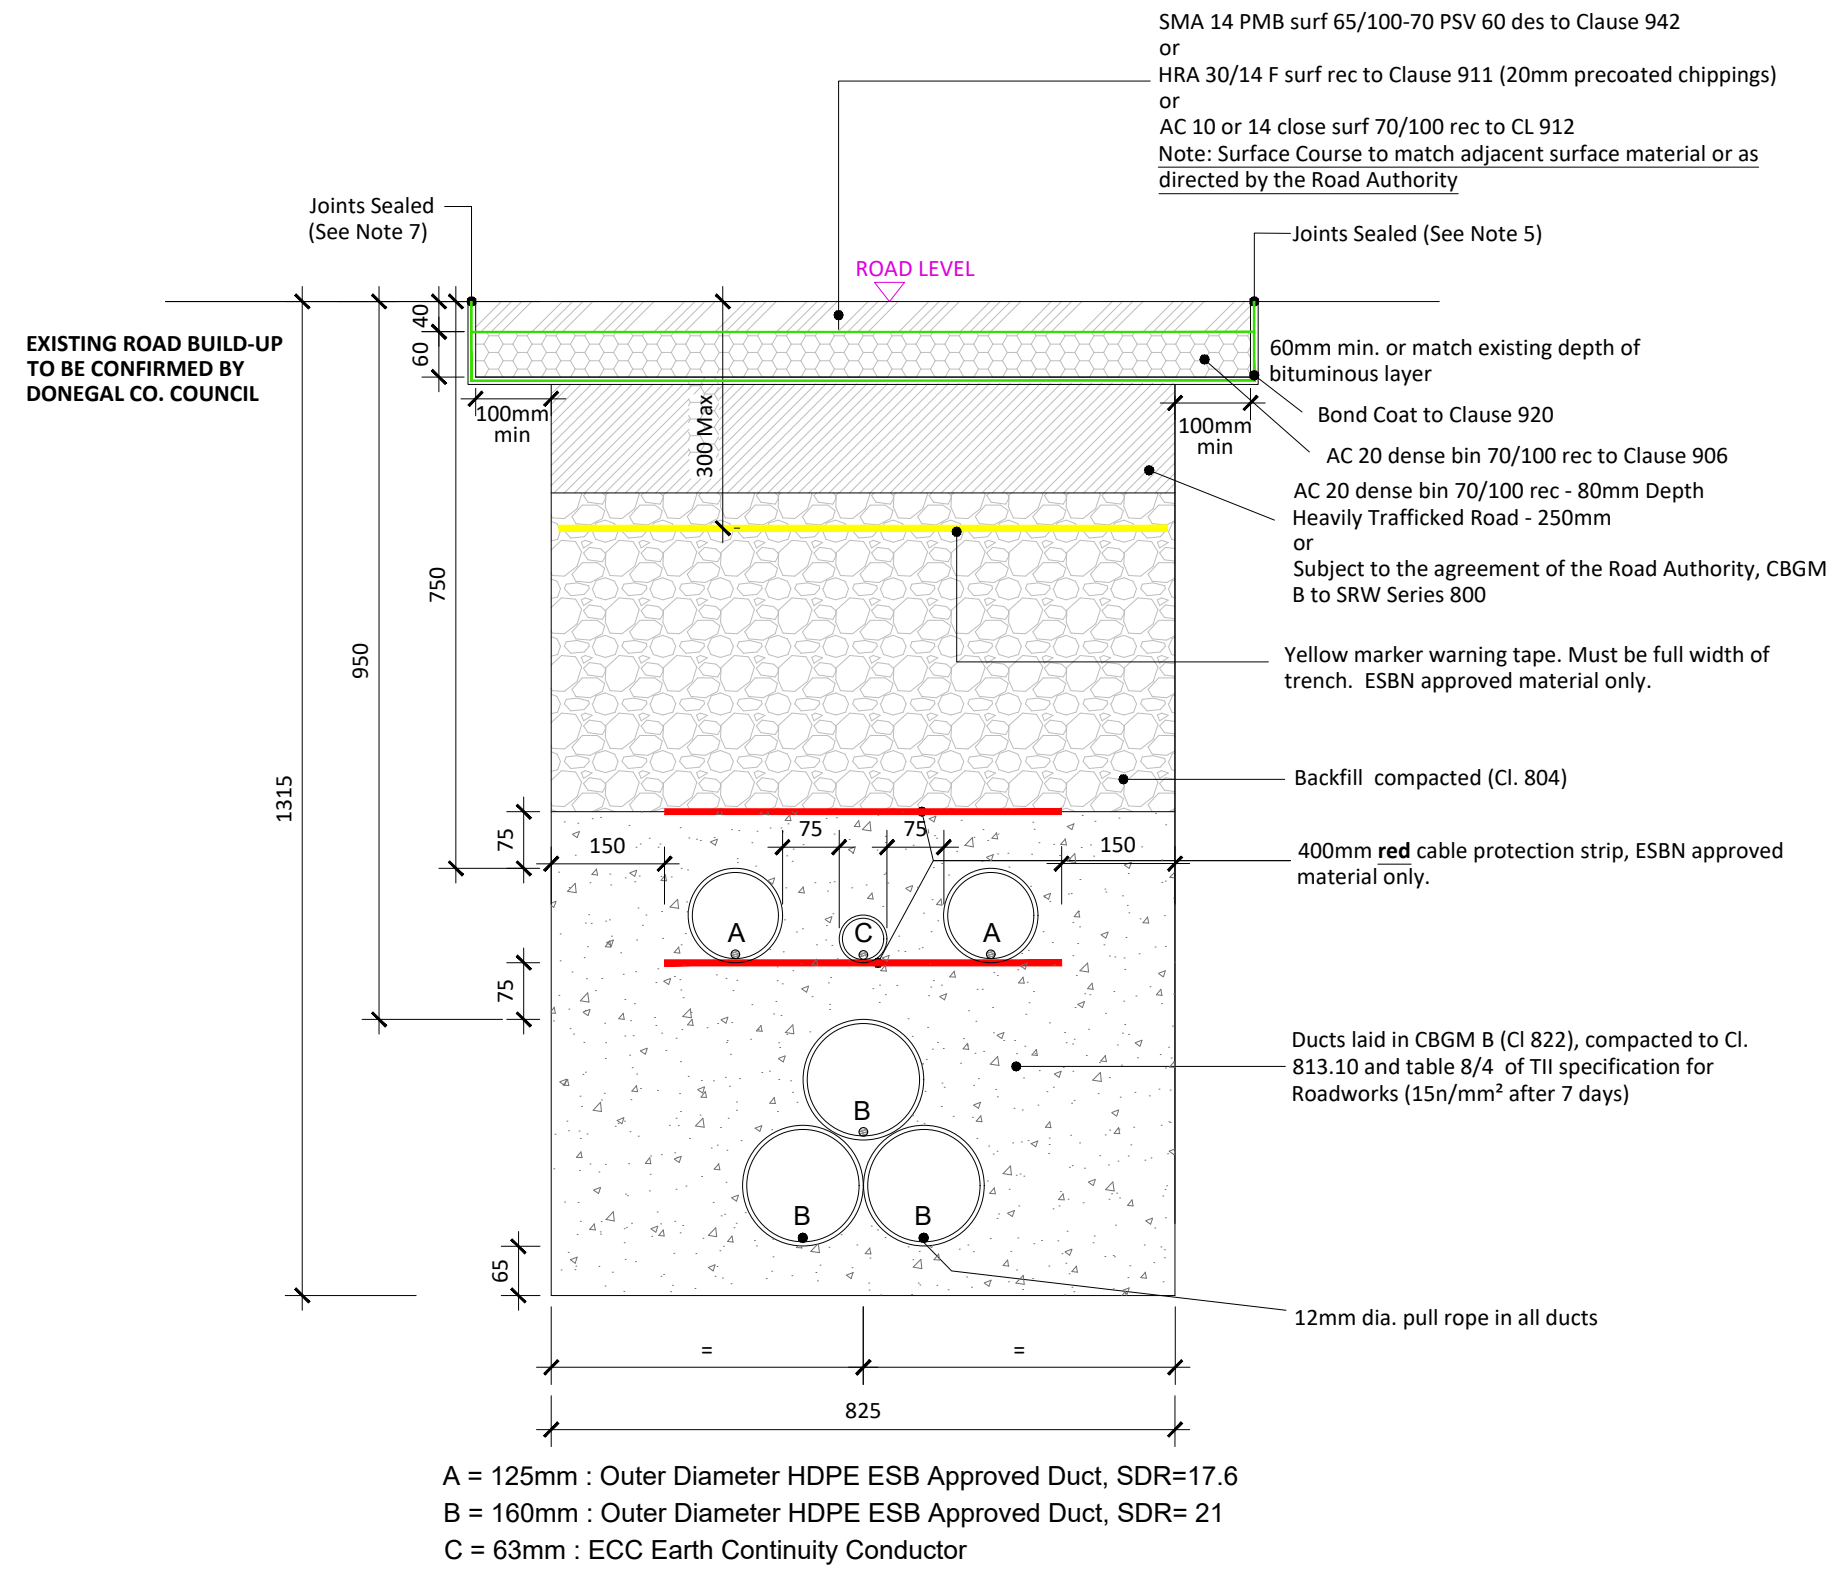 SMA 14 PMB surf 65/100-70 PSV 60 des to Clause 942
or
HRA 30/14 F surf rec to Clause 911 (20mm precoated chippings)
or
AC 10 or 14 close surf 70/100 rec to CL 912
Note: Surface Course to match adjacent surface material or as
directed by the Road Authority
Joints Sealed
(See Note 7)
Joints Sealed (See Note 5)
ROAD LEVEL
40
60
EXISTING ROAD BUILD-UP
TO BE CONFIRMED BY
DONEGAL CO. COUNCIL
60mm min. or match existing depth of
bituminous layer
100mm
min
300 Max
100mm
min
Bond Coat to Clause 920
AC 20 dense bin 70/100 rec to Clause 906
AC 20 dense bin 70/100 rec - 80mm Depth
Heavily Trafficked Road - 250mm
or
Subject to the agreement of the Road Authority, CBGM
B to SRW Series 800
750
950
1315
Yellow marker warning tape. Must be full width of
trench.  ESBN approved material only.
Backfill  compacted (Cl. 804)
75
150
75
75
150
400mm red cable protection strip, ESBN approved
material only.
A
C
A
75
Ducts laid in CBGM B (Cl 822), compacted to Cl.
813.10 and table 8/4  of TII specification for
Roadworks (15n/mm² after 7 days)
B
B
B
65
12mm dia. pull rope in all ducts
=
=
825
A = 125mm : Outer Diameter HDPE ESB Approved Duct, SDR=17.6
B = 160mm : Outer Diameter HDPE ESB Approved Duct, SDR= 21
C = 63mm : ECC Earth Continuity Conductor